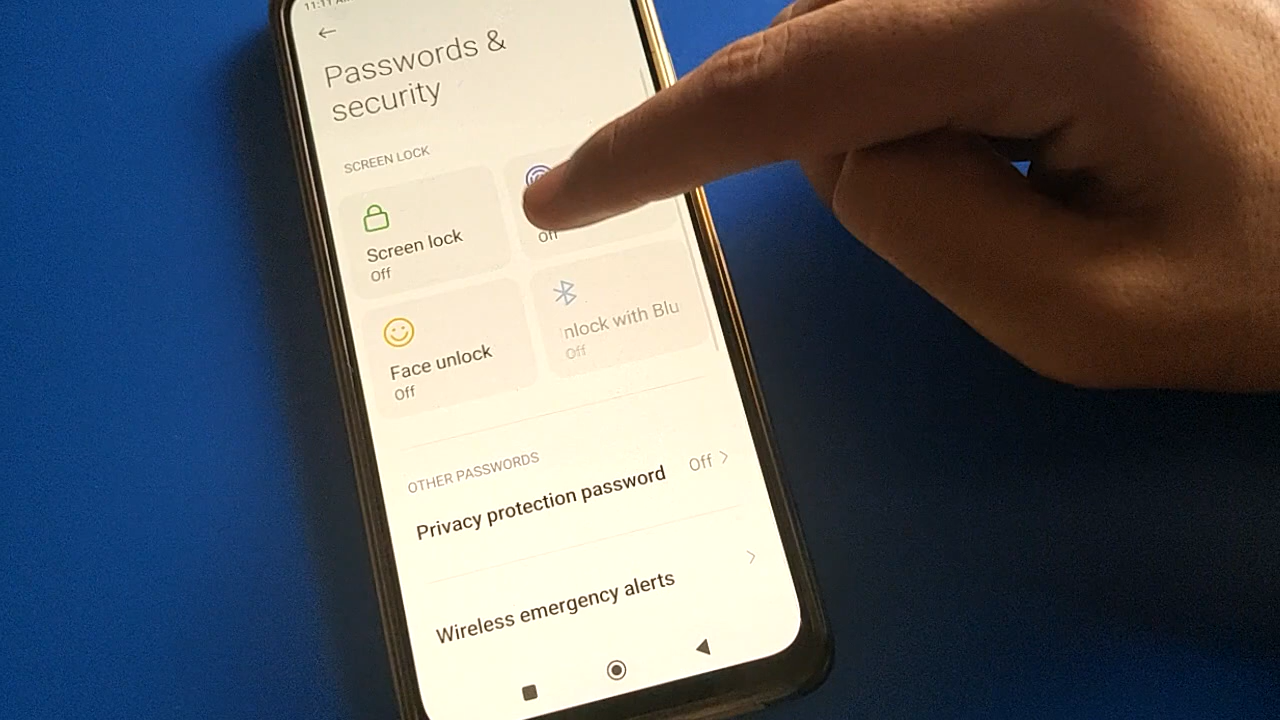 Passwords &
security
SCREEN LOCK
Screen lock
Off
Off
Face unlock
Off
nlock with Blu
Off
OTHER PASSWORDS
Privacy protection password
Off
Wireless emergency alerts